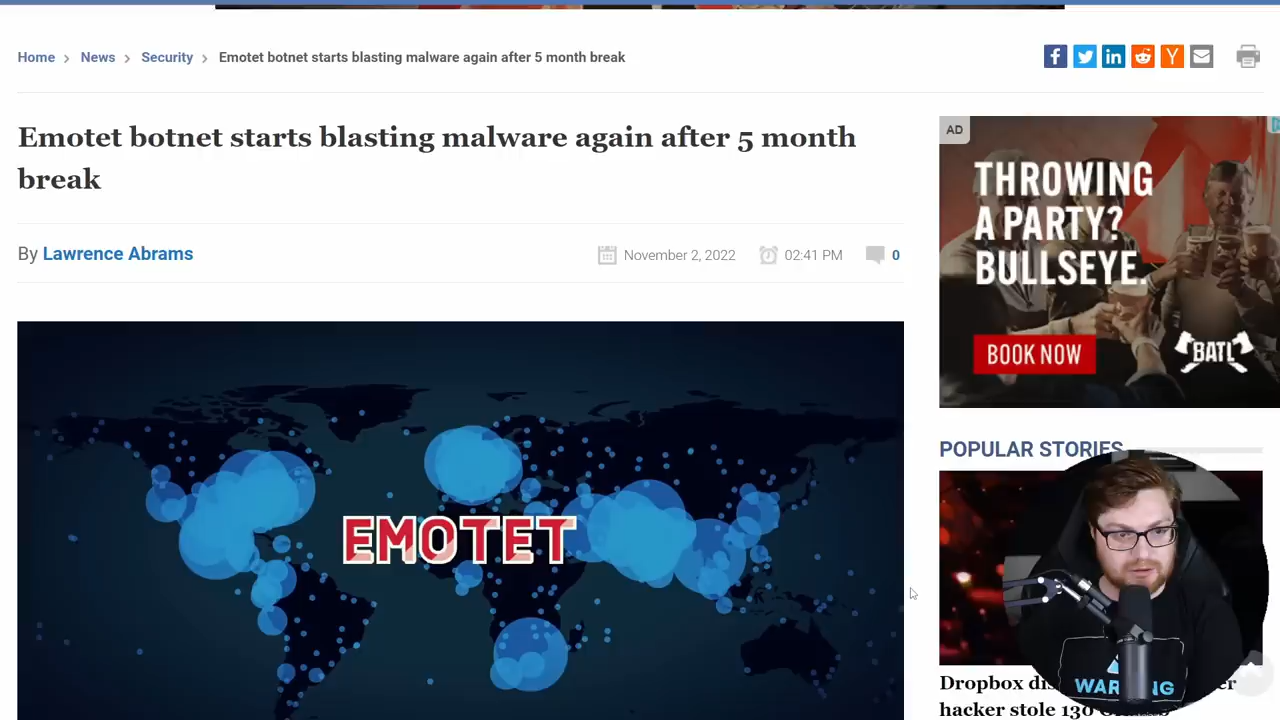 Home > News > Security > Emotet botnet starts blasting malware again after 5 month break
Emotet botnet starts blasting malware again after 5 month
break
By Lawrence Abrams
November 2, 2022
02:41 PM
0
EMOTET
AD
THROWING
A PARTY?
BULLSEYE.
BOOK NOW
BATL
POPULAR STORIES
Dropbox
hacker stole 130